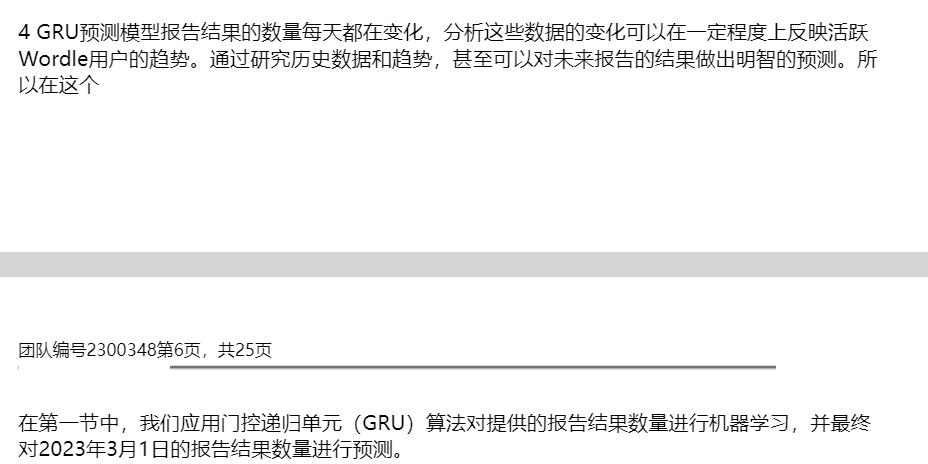 4 GRU预测模型报告结果的数量每天都在变化，分析这些数据的变化可以在一定程度上反映活跃
Wordle用户的趋势。通过研究历史数据和趋势，甚至可以对未来报告的结果做出明智的预测。所
以在这个
团队编号2300348第6页，共25页
在第一节中，我们应用门控递归单元（GRU）算法对提供的报告结果数量进行机器学习，并最终
对2023年3月1日的报告结果数量进行预测。